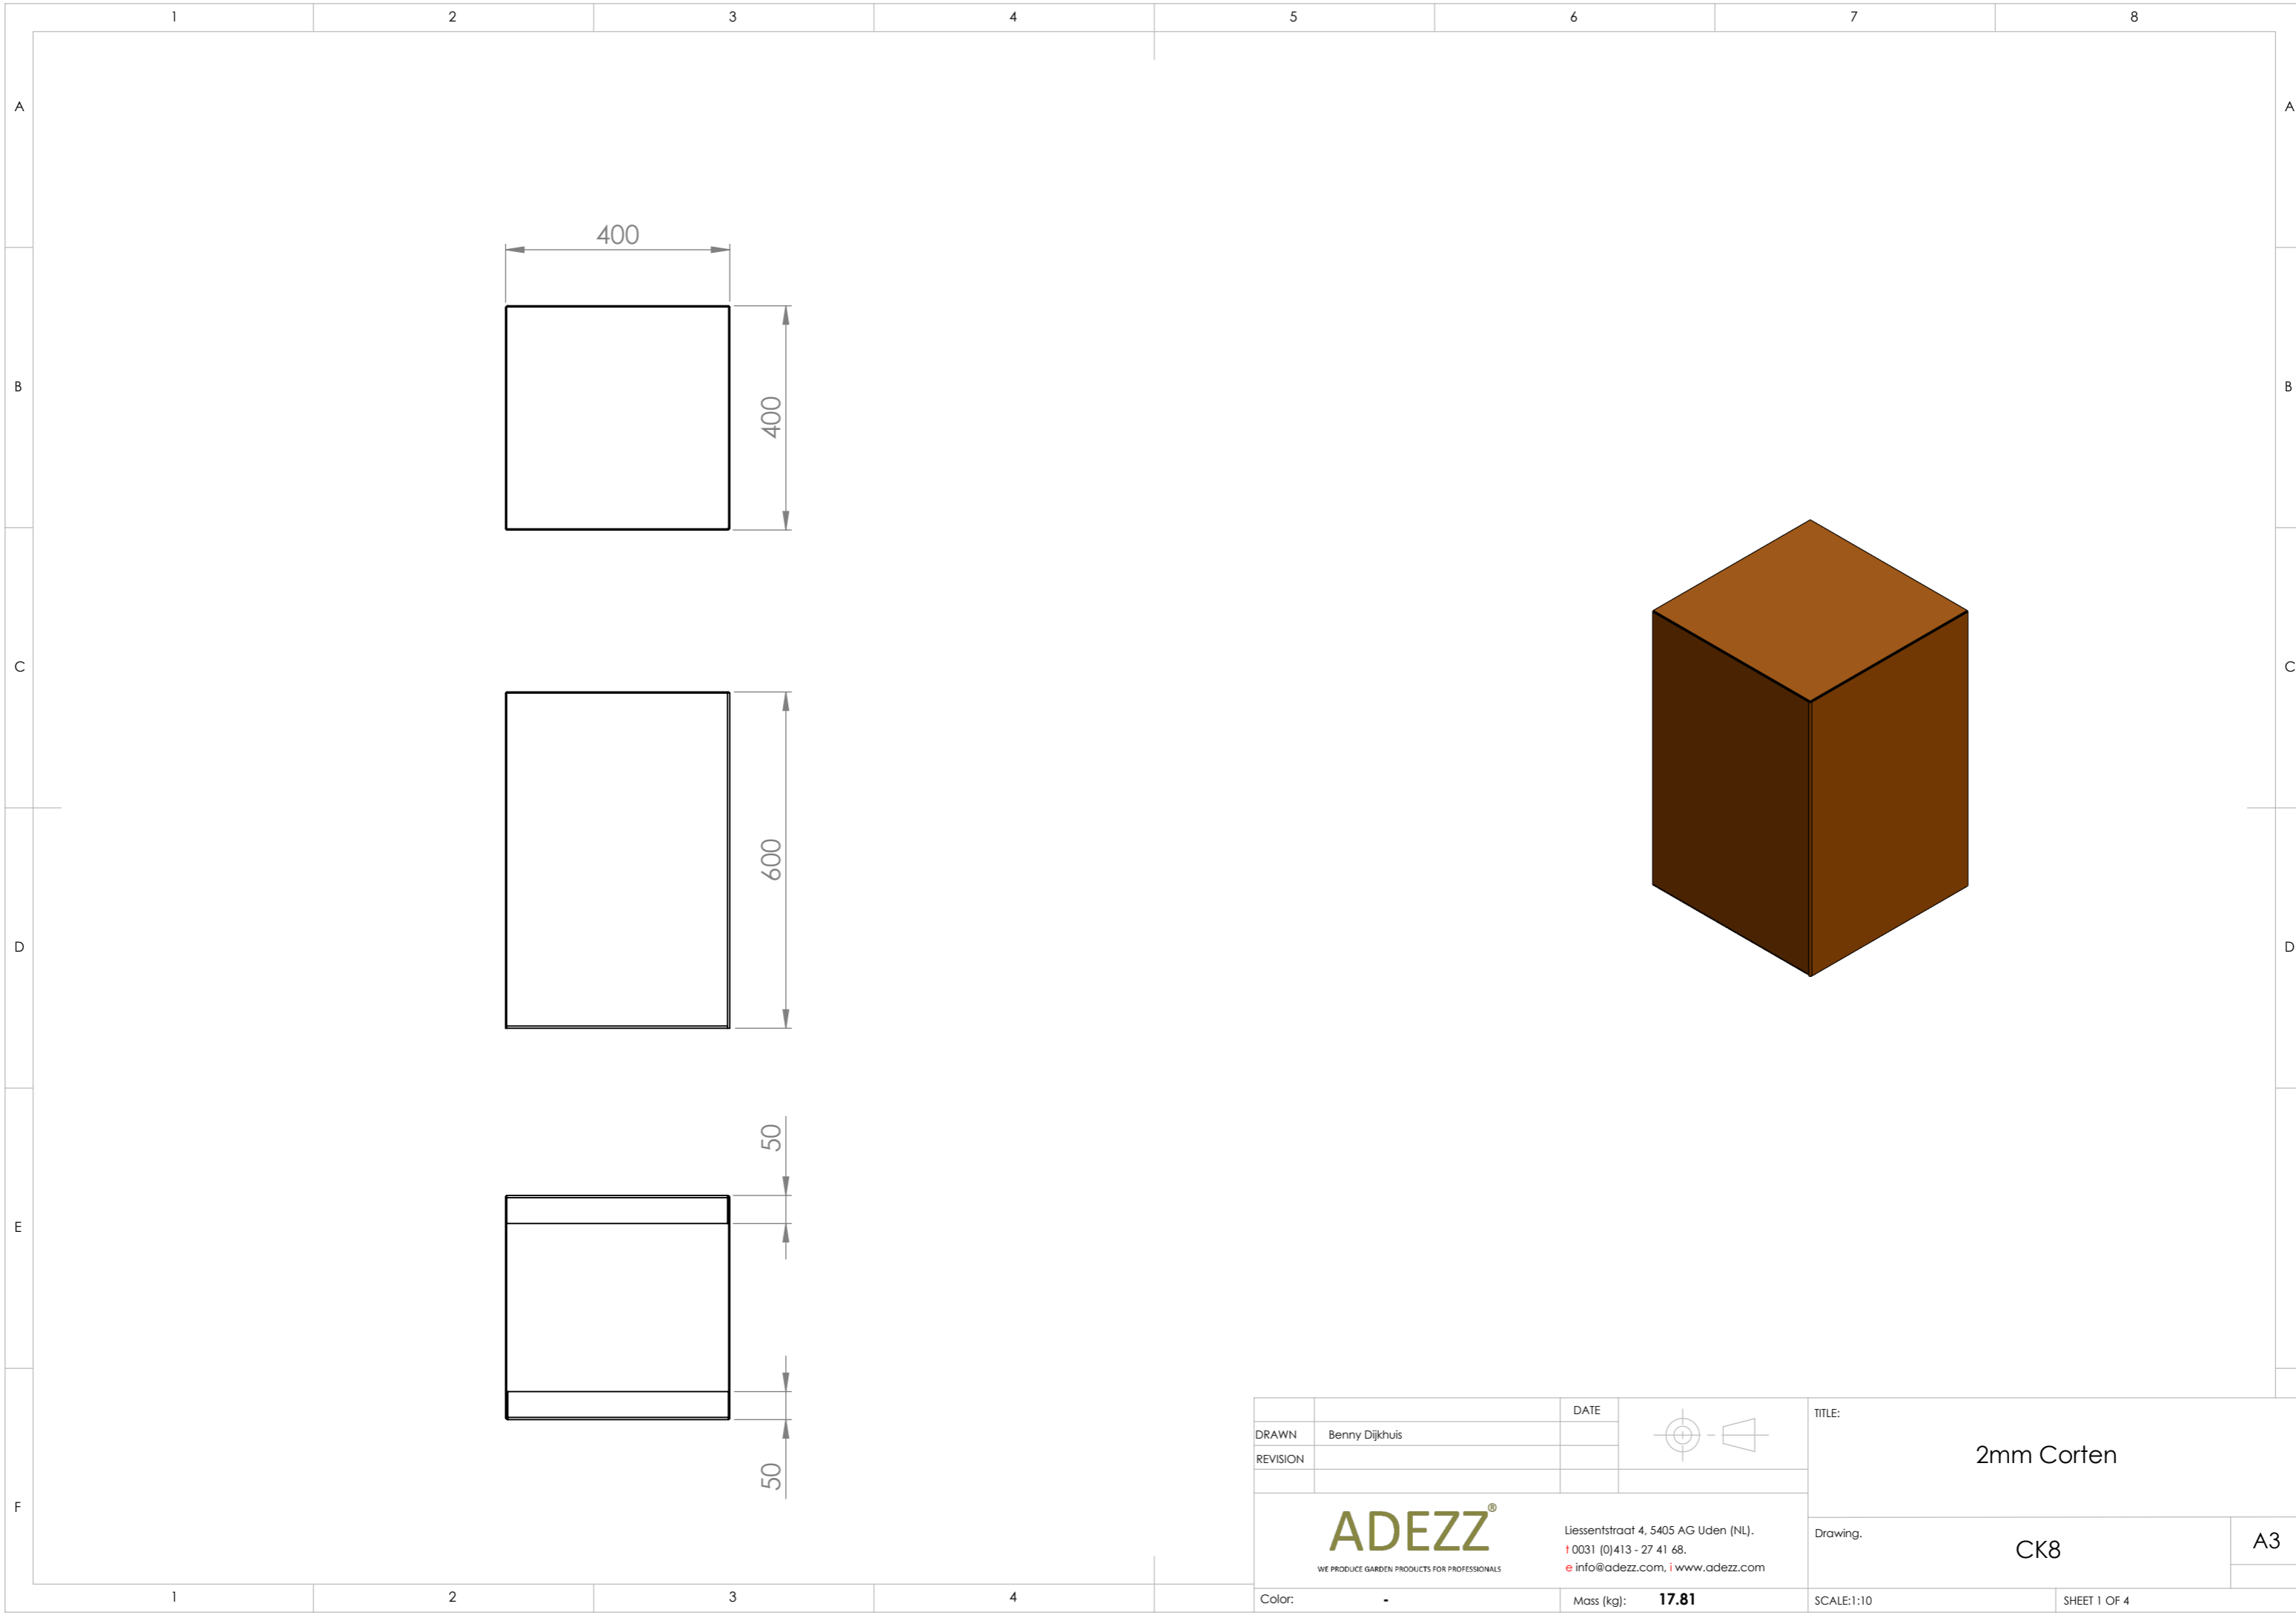 1 2 3 4 5 6 7 8
A A
400
B 400 B
C C
600
D D
50
E
F
50
DATE
DRAWN Benny Dijkhuis
REVISION
TITLE:
2mm Corten
ADEZZ®
WE PRODUCE GARDEN PRODUCTS FOR PROFESSIONALS
Liessentstraat 4, 5405 AG Uden (NL).
t 0031 (0)413 - 27 41 68.
e info@adezz.com, i www.adezz.com
Drawing.
CK8
A3
Color: -
Mass (kg): 17.81
SCALE:1:10
SHEET 1 OF 4
1 2 3 4